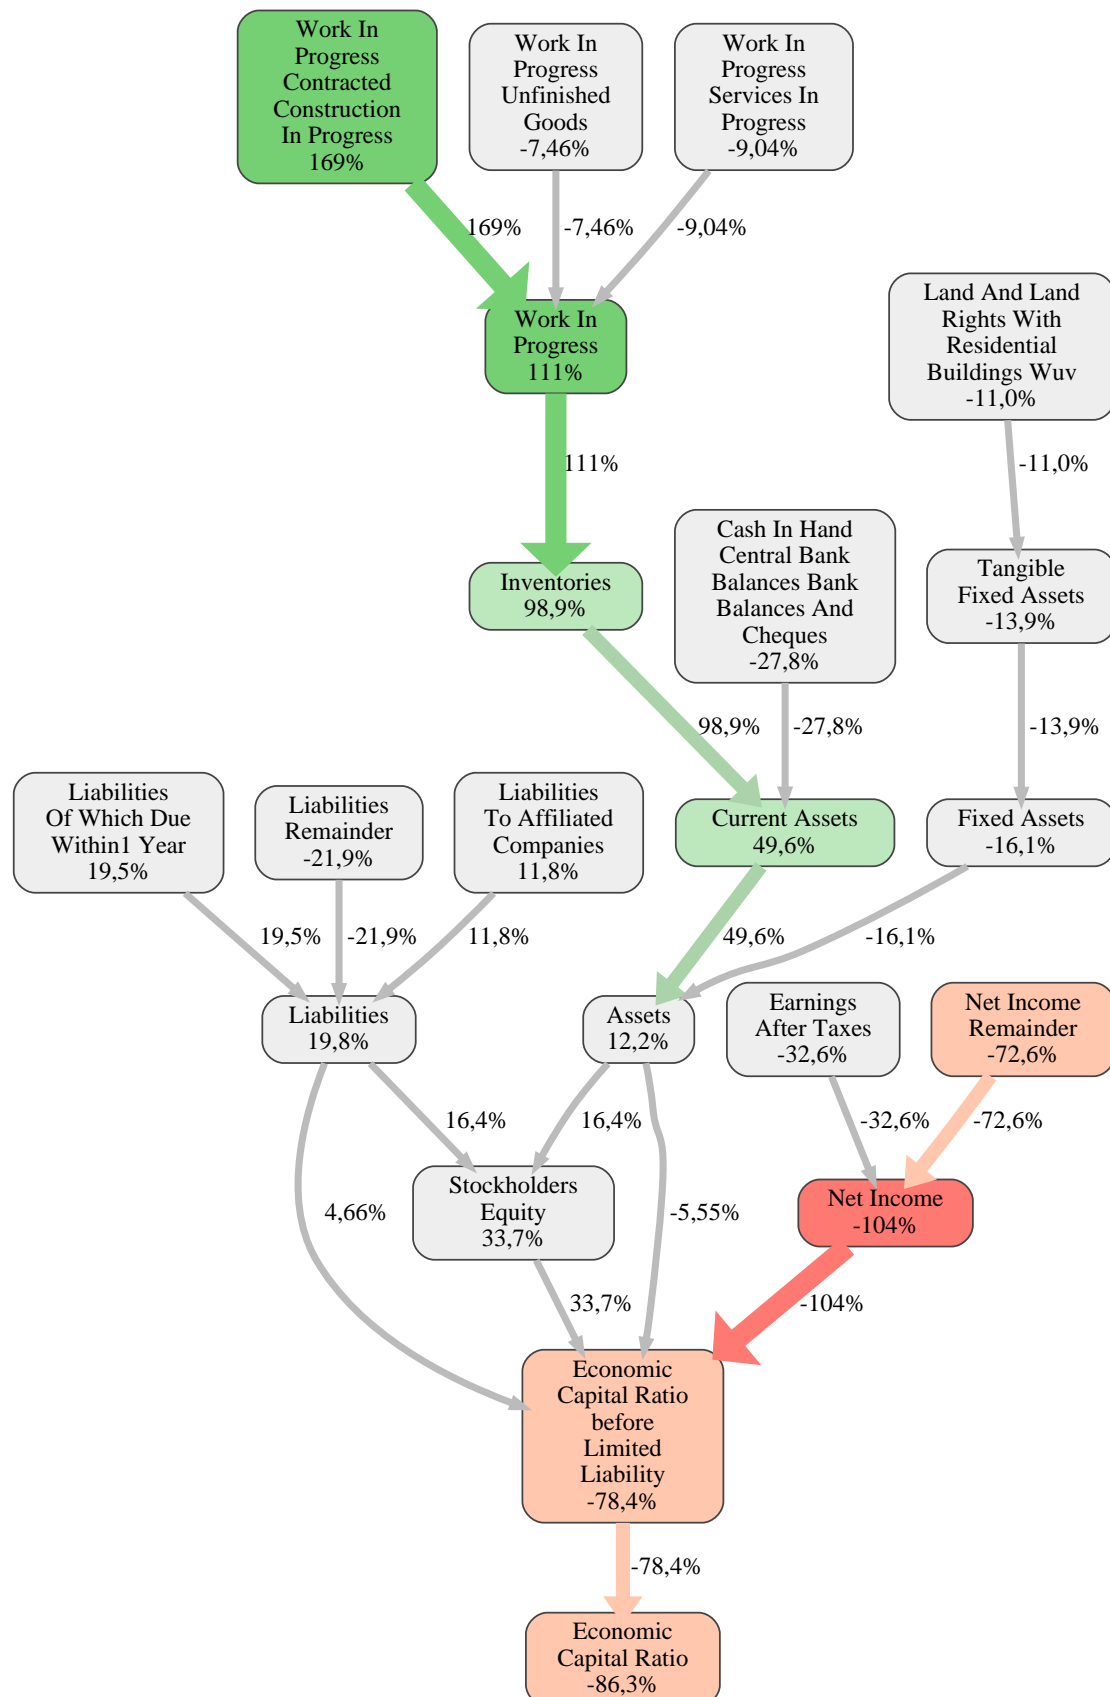 Work In
Progress
Contracted
Construction
In Progress
169%
Work In
Progress
Unfinished
Goods
-7,46%
Work In
Progress
Services In
Progress
-9,04%
169%
-7,46%
-9,04%
Work In
Progress
111%
Land And Land
Rights With
Residential
Buildings Wuv
-11,0%
111%
-11,0%
Cash In Hand
Central Bank
Balances Bank
Balances And
Cheques
-27,8%
Inventories
98,9%
Tangible
Fixed Assets
-13,9%
98,9%
-27,8%
-13,9%
Liabilities
Of Which Due
Within1 Year
19,5%
Liabilities
Remainder
-21,9%
Liabilities
To Affiliated
Companies
11,8%
Current Assets
49,6%
Fixed Assets
-16,1%
19,5%
-21,9%
11,8%
49,6%
-16,1%
Liabilities
19,8%
Assets
12,2%
Earnings
After Taxes
-32,6%
Net Income
Remainder
-72,6%
16,4%
16,4%
-32,6%
-72,6%
Stockholders
Equity
33,7%
Net Income
-104%
4,66%
-5,55%
33,7%
-104%
Economic
Capital Ratio
before
Limited
Liability
-78,4%
-78,4%
Economic
Capital Ratio
-86,3%